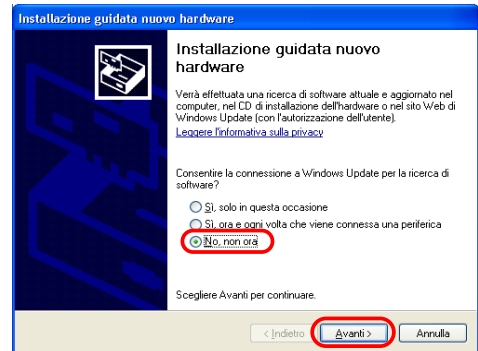 Installazione guidata nuovo hardware
Installazione guidata nuovo
hardware
Verrà effettuata una ricerca di software attuale e aggiornato nel
computer, nel CD di installazione dell'hardware o nel sito Web di
Windows Update (con l'autorizzazione dell'utente).
Leggere l'informativa sulla privacy
Consentire la connessione a Windows Update per la ricerca di
software?
Sì, solo in questa occasione
Sì, ora e ogni volta che viene connessa una periferica
No, non ora
Scegliere Avanti per continuare.
< Indietro
Avanti >
Annulla